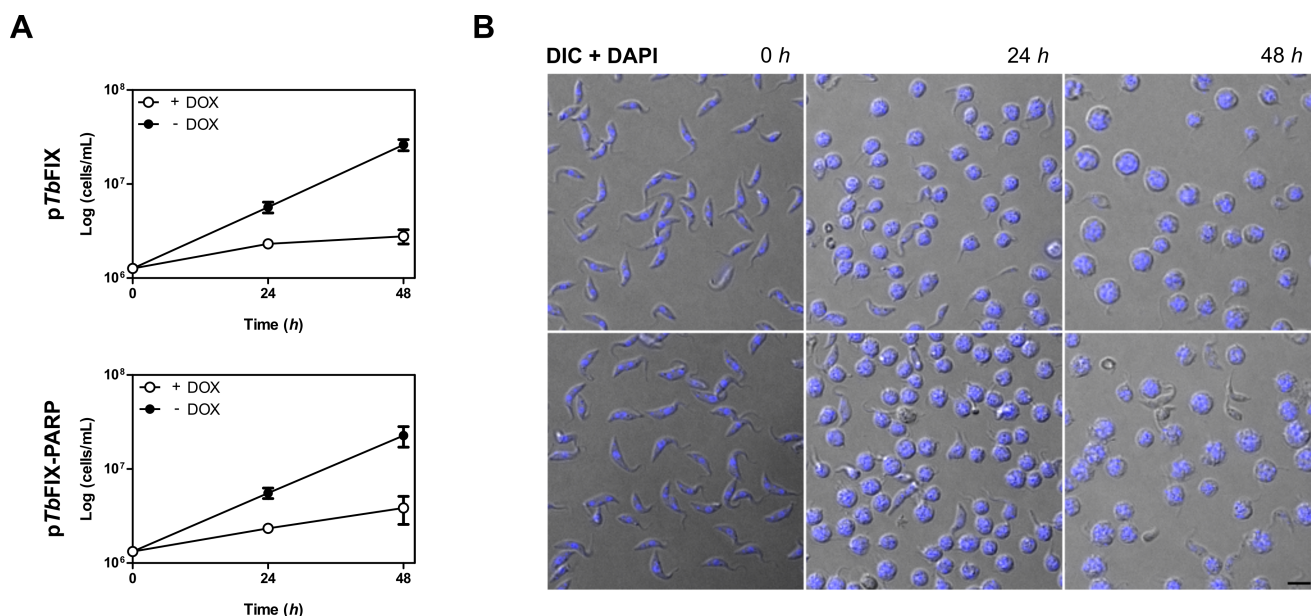 A
B
DIC + DAPI 0 h 24 h 48 h
pTbFIX
Log (cells/mL)
10⁸
10⁷
10⁶
+ DOX
- DOX
0 24 48
Time (h)
pTbFIX-PARP
Log (cells/mL)
10⁸
10⁷
10⁶
+ DOX
- DOX
0 24 48
Time (h)